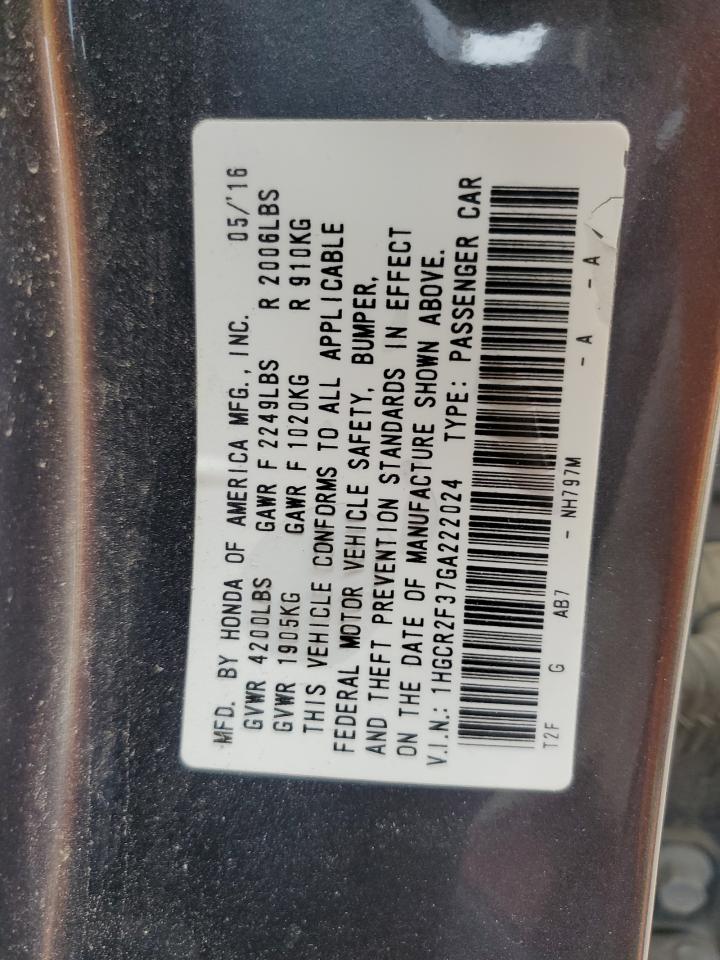 MFD. BY HONDA OF AMERICA MFG., INC. 05/'16
GVWR 4200LBS GAWR F 2249LBS R 2006LBS
GVWR 1905KG GAWR F 1020KG R 910KG
THIS VEHICLE CONFORMS TO ALL APPLICABLE
FEDERAL MOTOR VEHICLE SAFETY, BUMPER,
AND THEFT PREVENTION STANDARDS IN EFFECT
ON THE DATE OF MANUFACTURE SHOWN ABOVE.
V.I.N.: 1HGCR2F37GA222024 TYPE: PASSENGER CAR
T2F G AB7 - NH797M - A - A